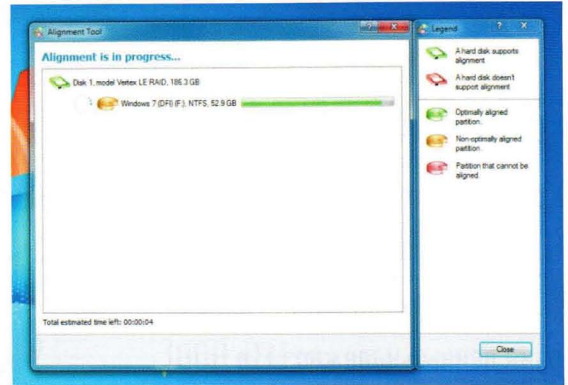 Alignment Tool
Alignment is in progress...
Disk 1, model Vertex LE RAID, 186.3 GB
Windows 7 (DFI) (F:), NTFS, 52.9 GB
Total estimated time left: 00:00:04
Legend
A hard disk supports
alignment
A hard disk doesn't
support alignment
Optimally aligned
partition.
Non-optimally aligned
partition.
Partition that cannot be
aligned.
Close